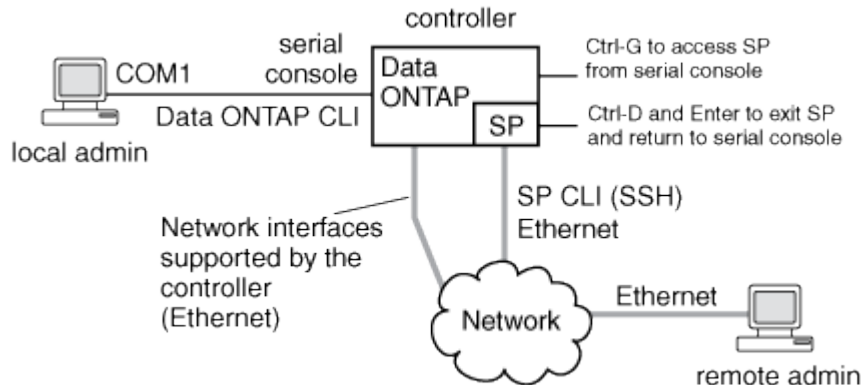 controller
serial
console
COM1
Data ONTAP CLI
local admin
Data
ONTAP
SP
Ctrl-G to access SP
from serial console
Ctrl-D and Enter to exit SP
and return to serial console
Network interfaces
supported by the
controller
(Ethernet)
SP CLI (SSH)
Ethernet
Network
Ethernet
remote admin